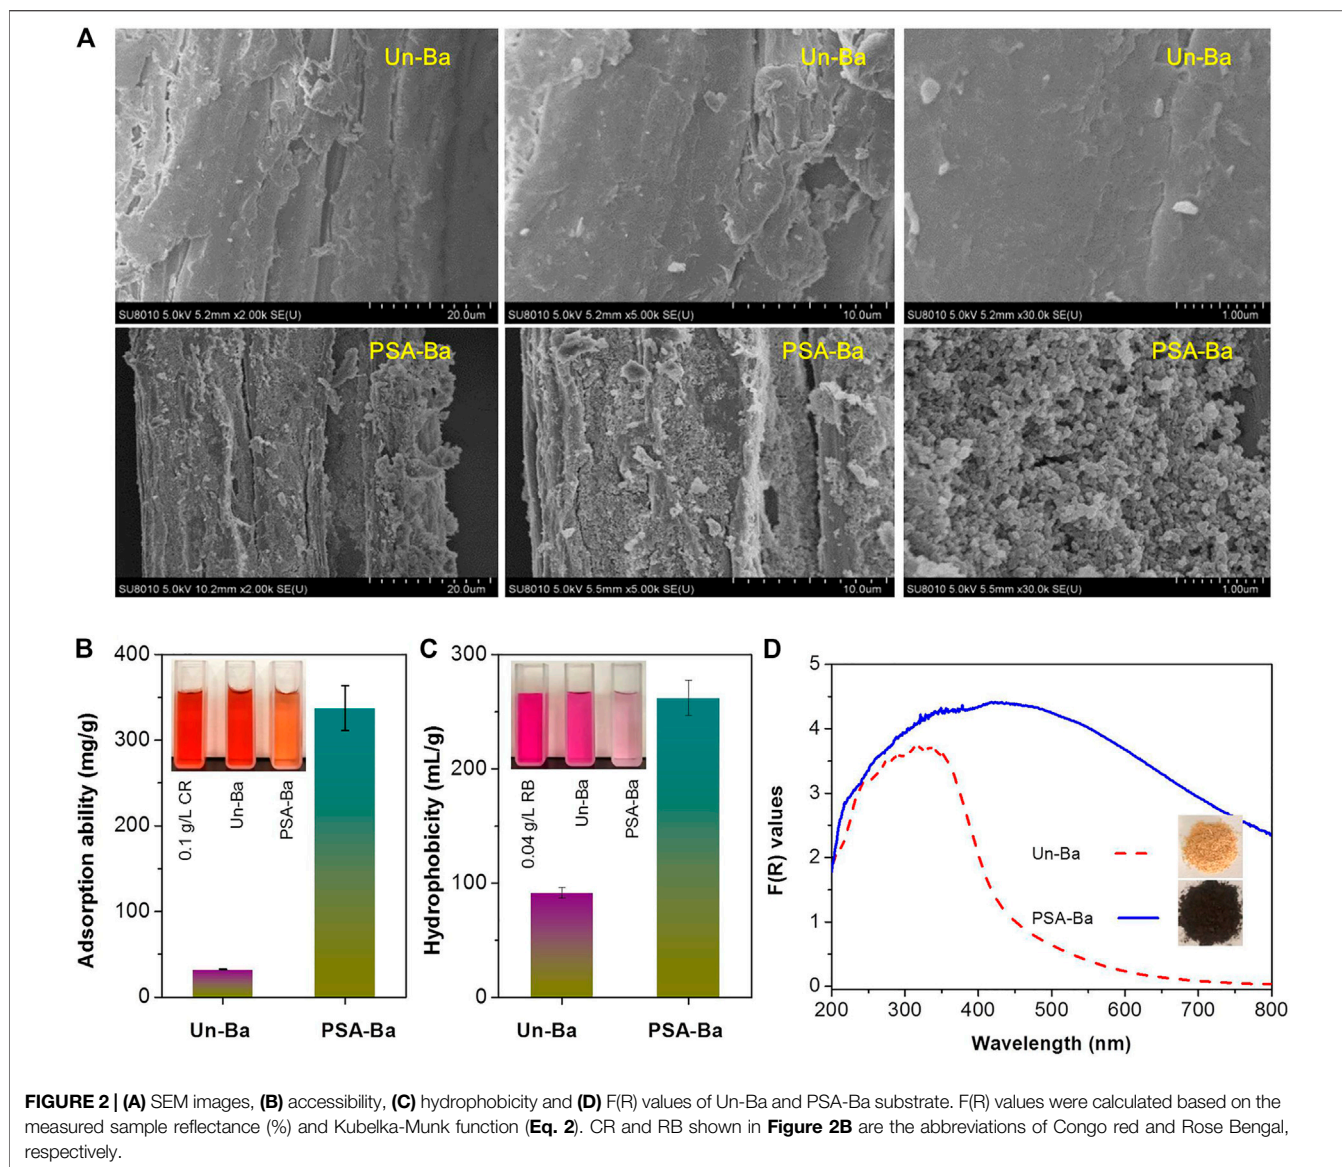 A
Un-Ba
Un-Ba
Un-Ba
SU8010 5.0kV 5.2mm x2.00k SE(U) 20.0um
SU8010 5.0kV 5.2mm x5.00k SE(U) 10.0um
SU8010 5.0kV 5.2mm x30.0k SE(U) 1.00um
PSA-Ba
PSA-Ba
PSA-Ba
SU8010 5.0kV 10.2mm x2.00k SE(U) 20.0um
SU8010 5.0kV 5.5mm x5.00k SE(U) 10.0um
SU8010 5.0kV 5.5mm x30.0k SE(U) 1.00um
B
Adsorption ability (mg/g)
400
300
200
100
0
0.1 g/L CR
Un-Ba
PSA-Ba
Un-Ba
PSA-Ba
C
Hydrophobicity (mL/g)
300
200
100
0
0.04 g/L RB
Un-Ba
PSA-Ba
Un-Ba
PSA-Ba
D
F(R) values
5
4
3
2
1
0
Un-Ba
PSA-Ba
200 300 400 500 600 700 800
Wavelength (nm)
FIGURE 2 | (A) SEM images, (B) accessibility, (C) hydrophobicity and (D) F(R) values of Un-Ba and PSA-Ba substrate. F(R) values were calculated based on the
measured sample reflectance (%) and Kubelka-Munk function (Eq. 2). CR and RB shown in Figure 2B are the abbreviations of Congo red and Rose Bengal,
respectively.